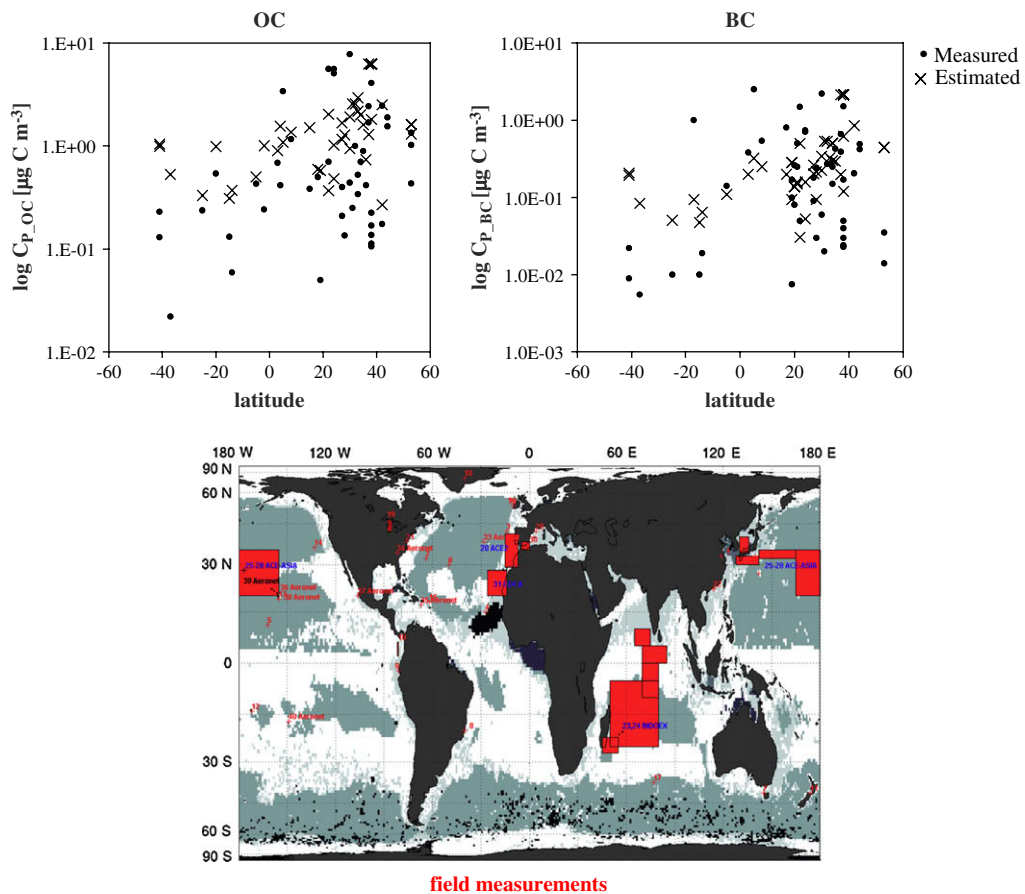 OC
BC
1.E+01
1.E+00
1.E-01
1.E-02
log C_P_OC [µg C m⁻³]
-60 -40 -20 0 20 40 60
latitude
1.0E+01
1.0E+00
1.0E-01
1.0E-02
1.0E-03
log C_P_BC [µg C m⁻³]
-60 -40 -20 0 20 40 60
latitude
Measured
Estimated
180 W 120 W 60 W 0 60 E 120 E 180 E
90 N
60 N
30 N
0
30 S
60 S
90 S
25-28 ACE-ASIA
39 Aeronet
20 ACE2
25-28 ACE-ASIA
23,24 INDOEX
40 Aeronet
field measurements